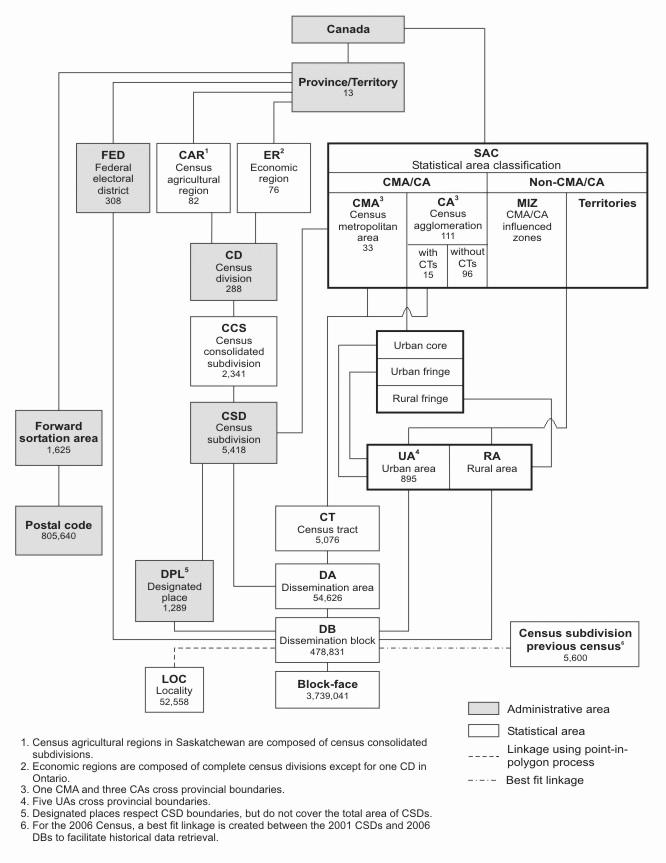 Canada
Province/Territory
13
FED
Federal
electoral
district
308
CAR1
Census
agricultural
region
82
ER2
Economic
region
76
SAC
Statistical area classification
CMA/CA
Non-CMA/CA
CMA3
Census
metropolitan
area
33
CA3
Census
agglomeration
111
with
CTs
15
without
CTs
96
MIZ
CMA/CA
influenced
zones
Territories
CD
Census
division
288
CCS
Census
consolidated
subdivision
2,341
Urban core
Urban fringe
Rural fringe
CSD
Census
subdivision
5,418
Forward
sortation area
1,625
UA4
Urban area
895
RA
Rural area
Postal code
805,640
CT
Census tract
5,076
DPL5
Designated
place
1,289
DA
Dissemination area
54,626
DB
Dissemination block
478,831
Census subdivision
previous census6
5,600
LOC
Locality
52,558
Block-face
3,739,041
Administrative area
Statistical area
Linkage using point-in-
polygon process
Best fit linkage
1. Census agricultural regions in Saskatchewan are composed of census consolidated
subdivisions.
2. Economic regions are composed of complete census divisions except for one CD in
Ontario.
3. One CMA and three CAs cross provincial boundaries.
4. Five UAs cross provincial boundaries.
5. Designated places respect CSD boundaries, but do not cover the total area of CSDs.
6. For the 2006 Census, a best fit linkage is created between the 2001 CSDs and 2006
DBs to facilitate historical data retrieval.